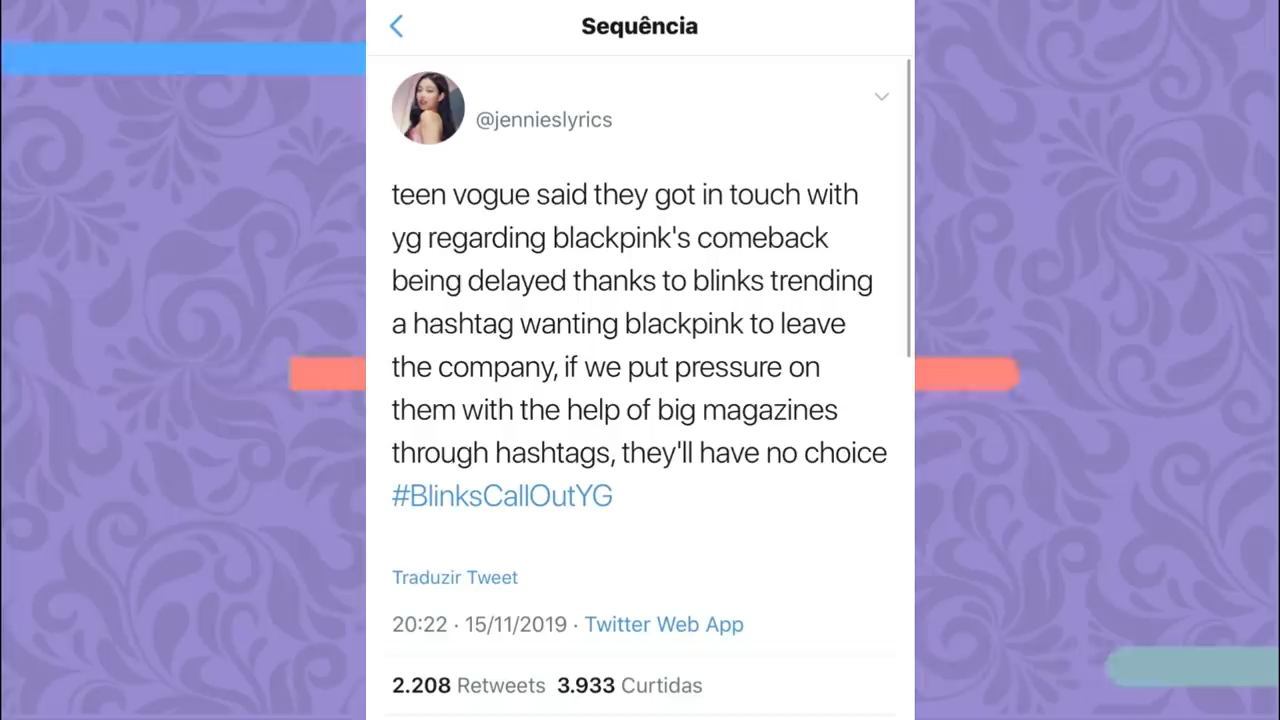 Sequência
@jennieslyrics
teen vogue said they got in touch with
yg regarding blackpink's comeback
being delayed thanks to blinks trending
a hashtag wanting blackpink to leave
the company, if we put pressure on
them with the help of big magazines
through hashtags, they'll have no choice
#BlinksCallOutYG
Traduzir Tweet
20:22 · 15/11/2019 · Twitter Web App
2.208 Retweets 3.933 Curtidas